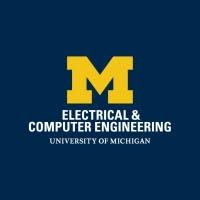 M
ELECTRICAL &
COMPUTER ENGINEERING
UNIVERSITY OF MICHIGAN